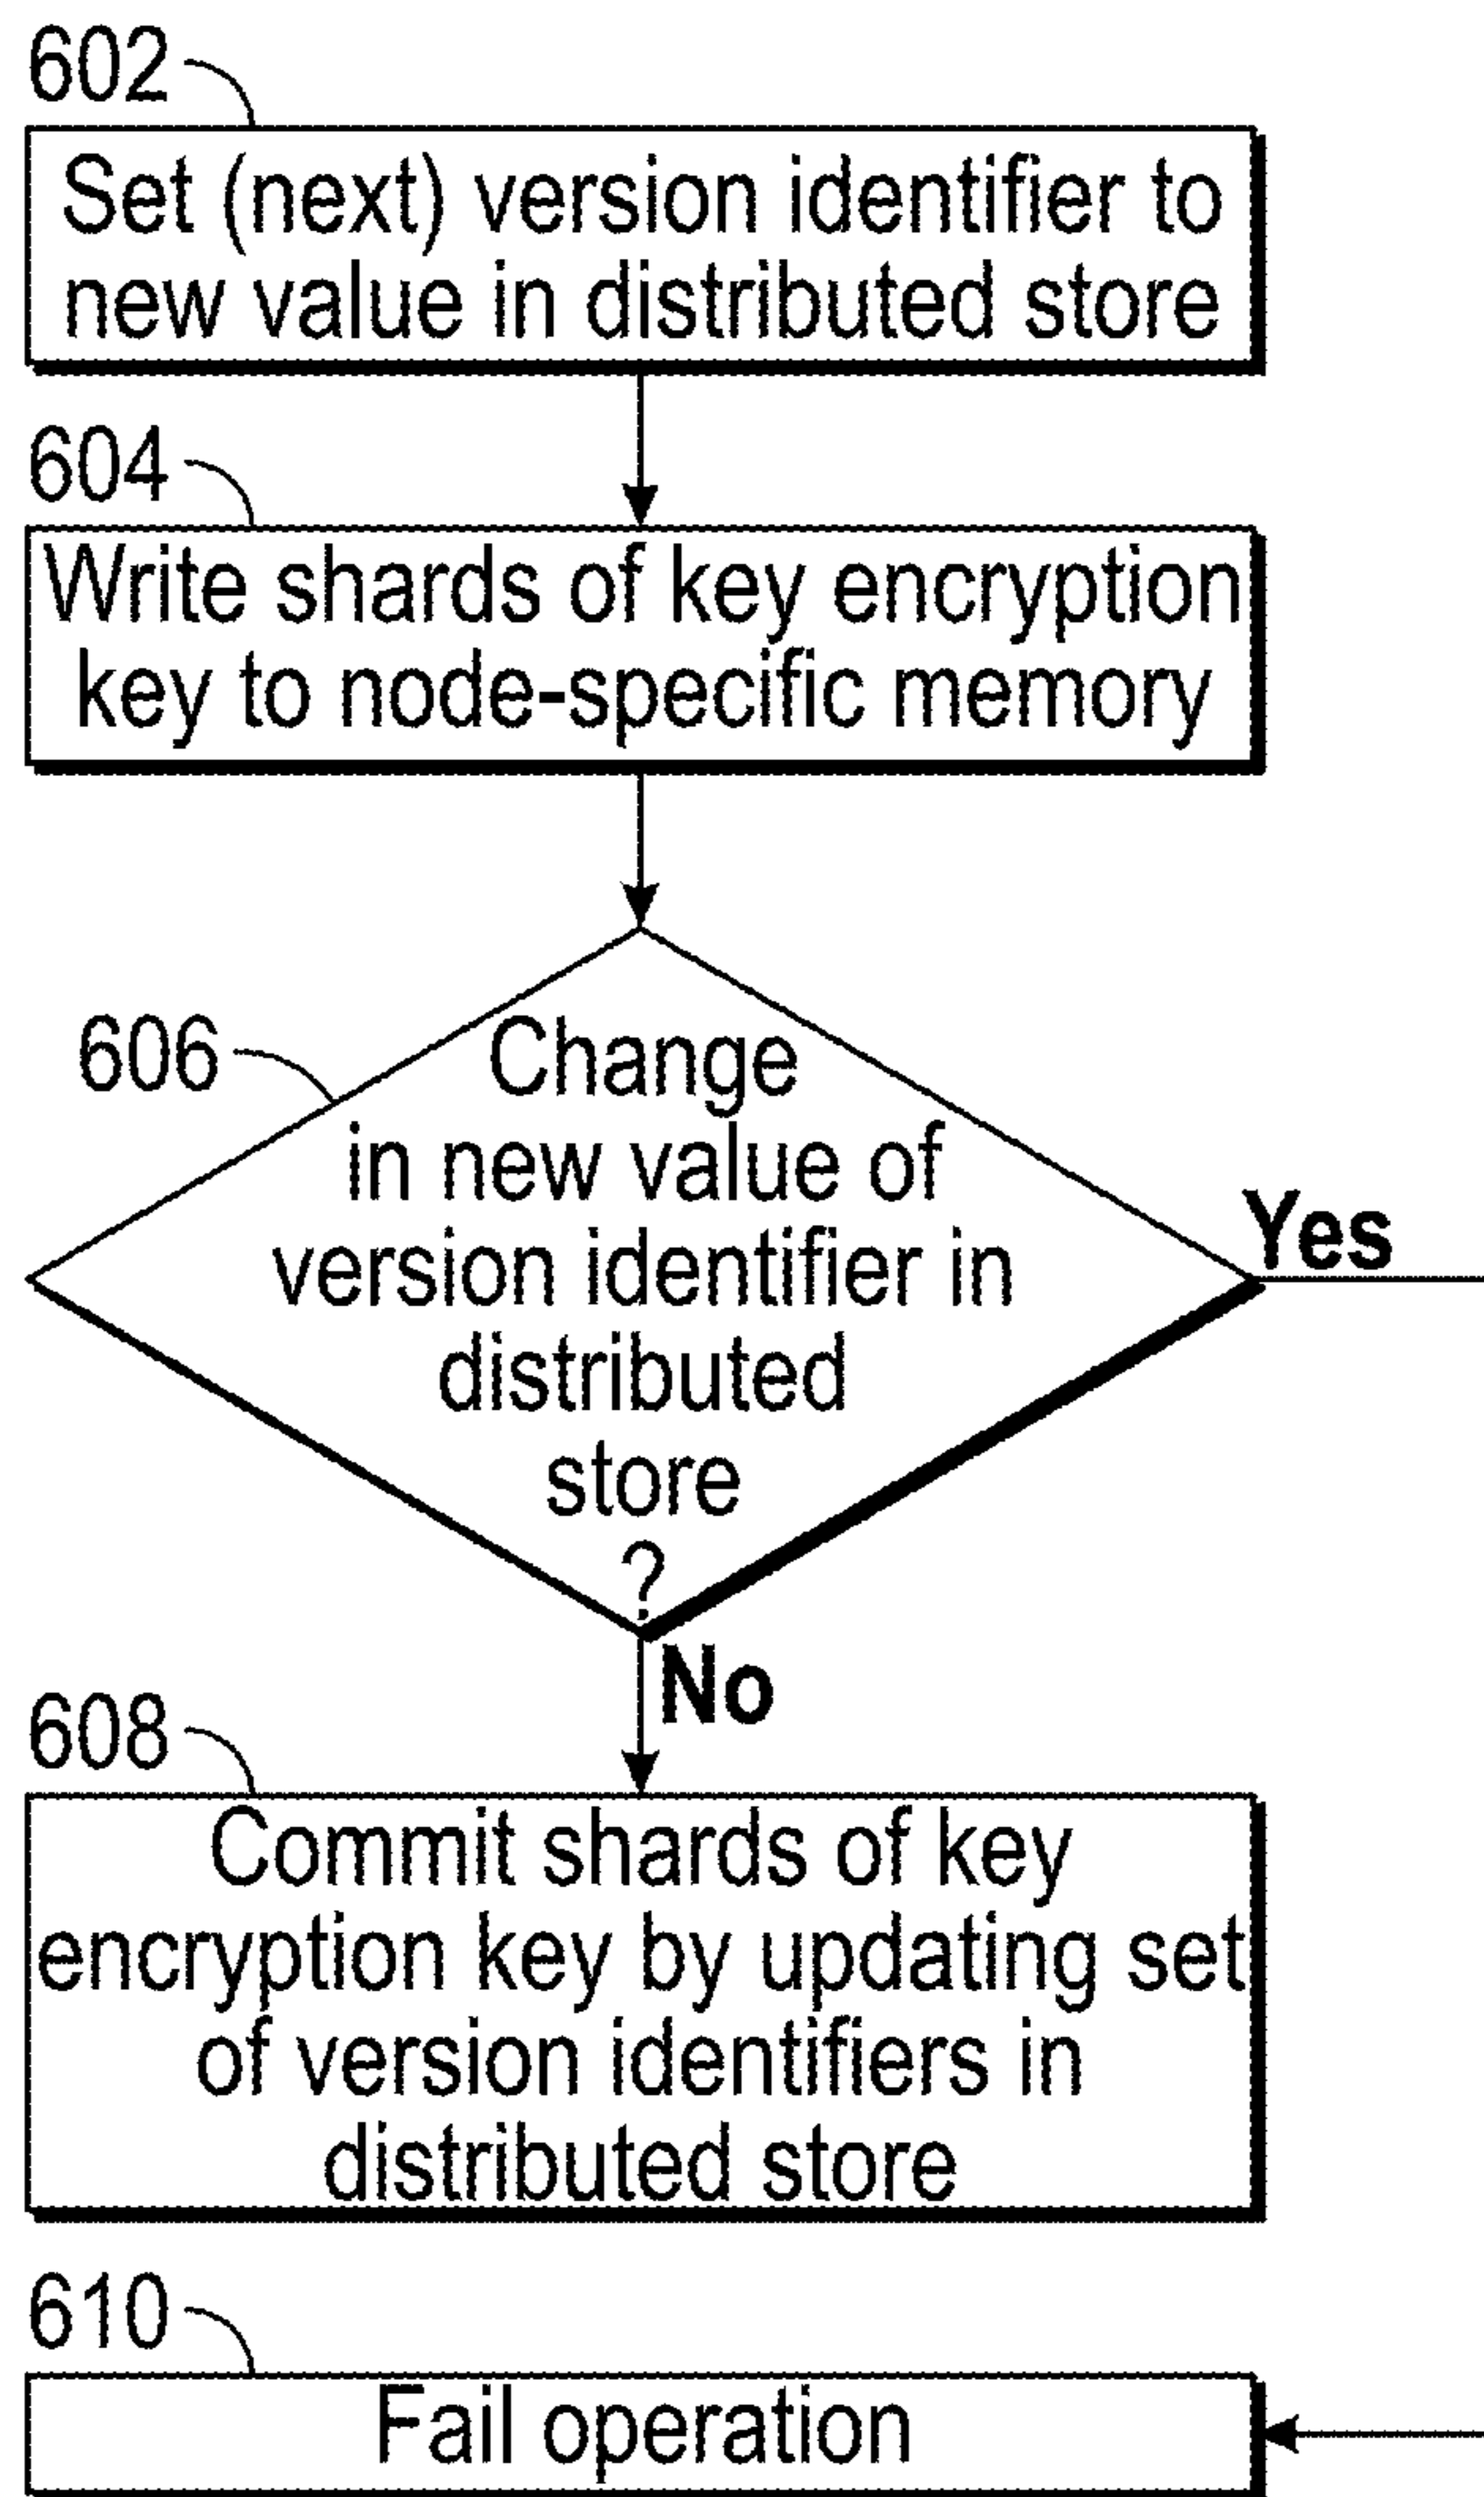 602
Set (next) version identifier to
new value in distributed store
604
Write shards of key encryption
key to node-specific memory
606
Change
in new value of
version identifier in
distributed
store
?
Yes
No
608
Commit shards of key
encryption key by updating set
of version identifiers in
distributed store
610
Fail operation